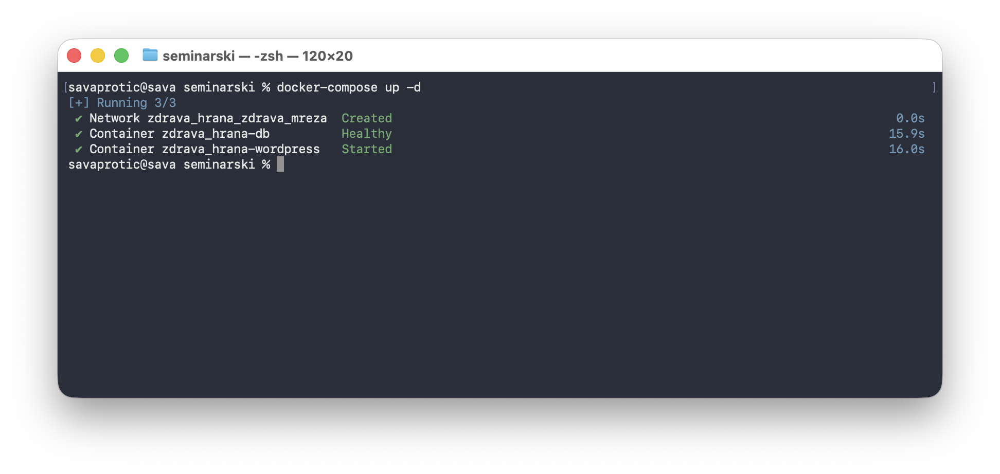 seminarski — -zsh — 120×20
[savaprotic@sava seminarski % docker-compose up -d ]
[+] Running 3/3
✔ Network zdrava_hrana_zdrava_mreza Created 0.0s
✔ Container zdrava_hrana-db Healthy 15.9s
✔ Container zdrava_hrana-wordpress Started 16.0s
savaprotic@sava seminarski %